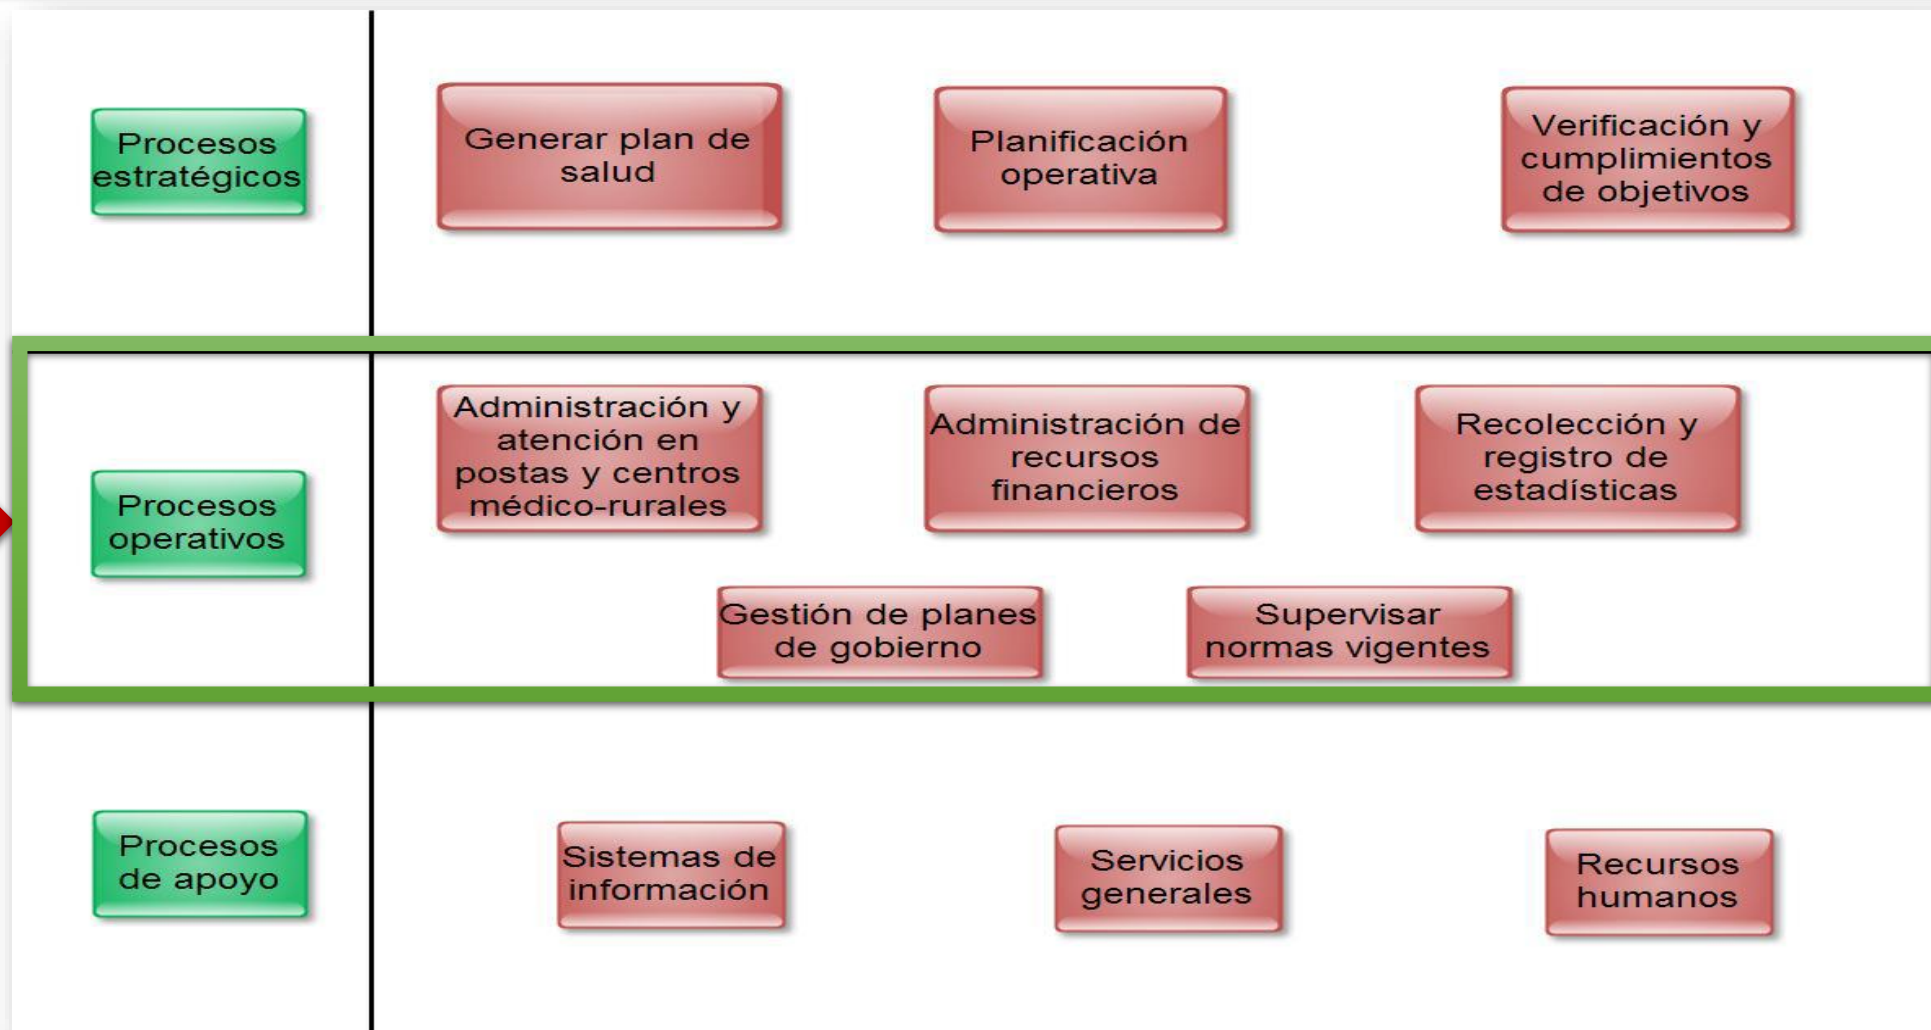 Procesos
estratégicos
Generar plan de
salud
Planificación
operativa
Verificación y
cumplimientos
de objetivos
Procesos
operativos
Administración y
atención en
postas y centros
médico-rurales
Administración de
recursos
financieros
Recolección y
registro de
estadísticas
Gestión de planes
de gobierno
Supervisar
normas vigentes
Procesos
de apoyo
Sistemas de
información
Servicios
generales
Recursos
humanos